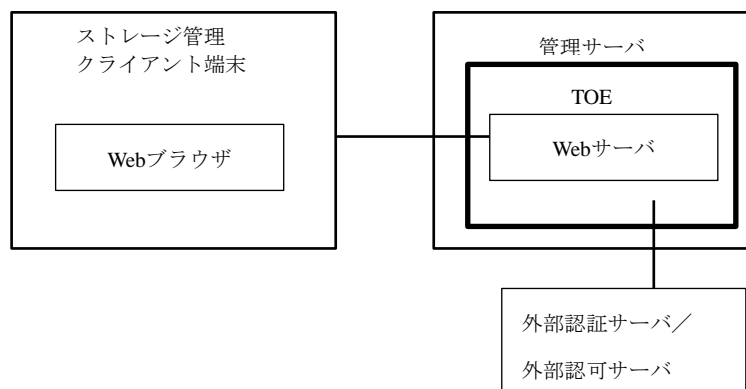 ストレージ管理
クライアント端末
Webブラウザ
管理サーバ
TOE
Webサーバ
外部認証サーバ／
外部認可サーバ